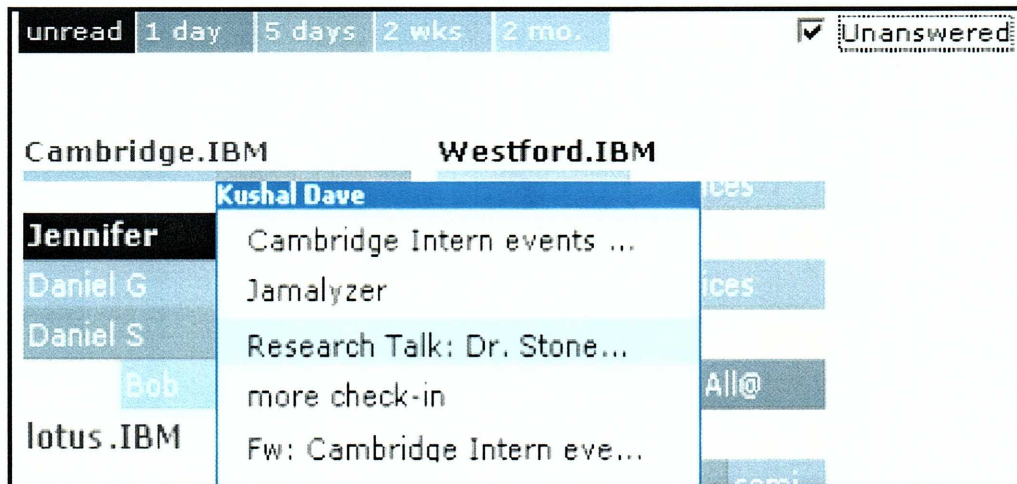 unread 1 day 5 days 2 wks 2 mo. Unanswered
Cambridge.IBM Westford.IBM
Kushal Dave ices
Jennifer Cambridge Intern events ...
Daniel G Jamalyzer ices
Daniel S Research Talk: Dr. Stone...
Bob more check-in All@
lotus.IBM Fw: Cambridge Intern eve...